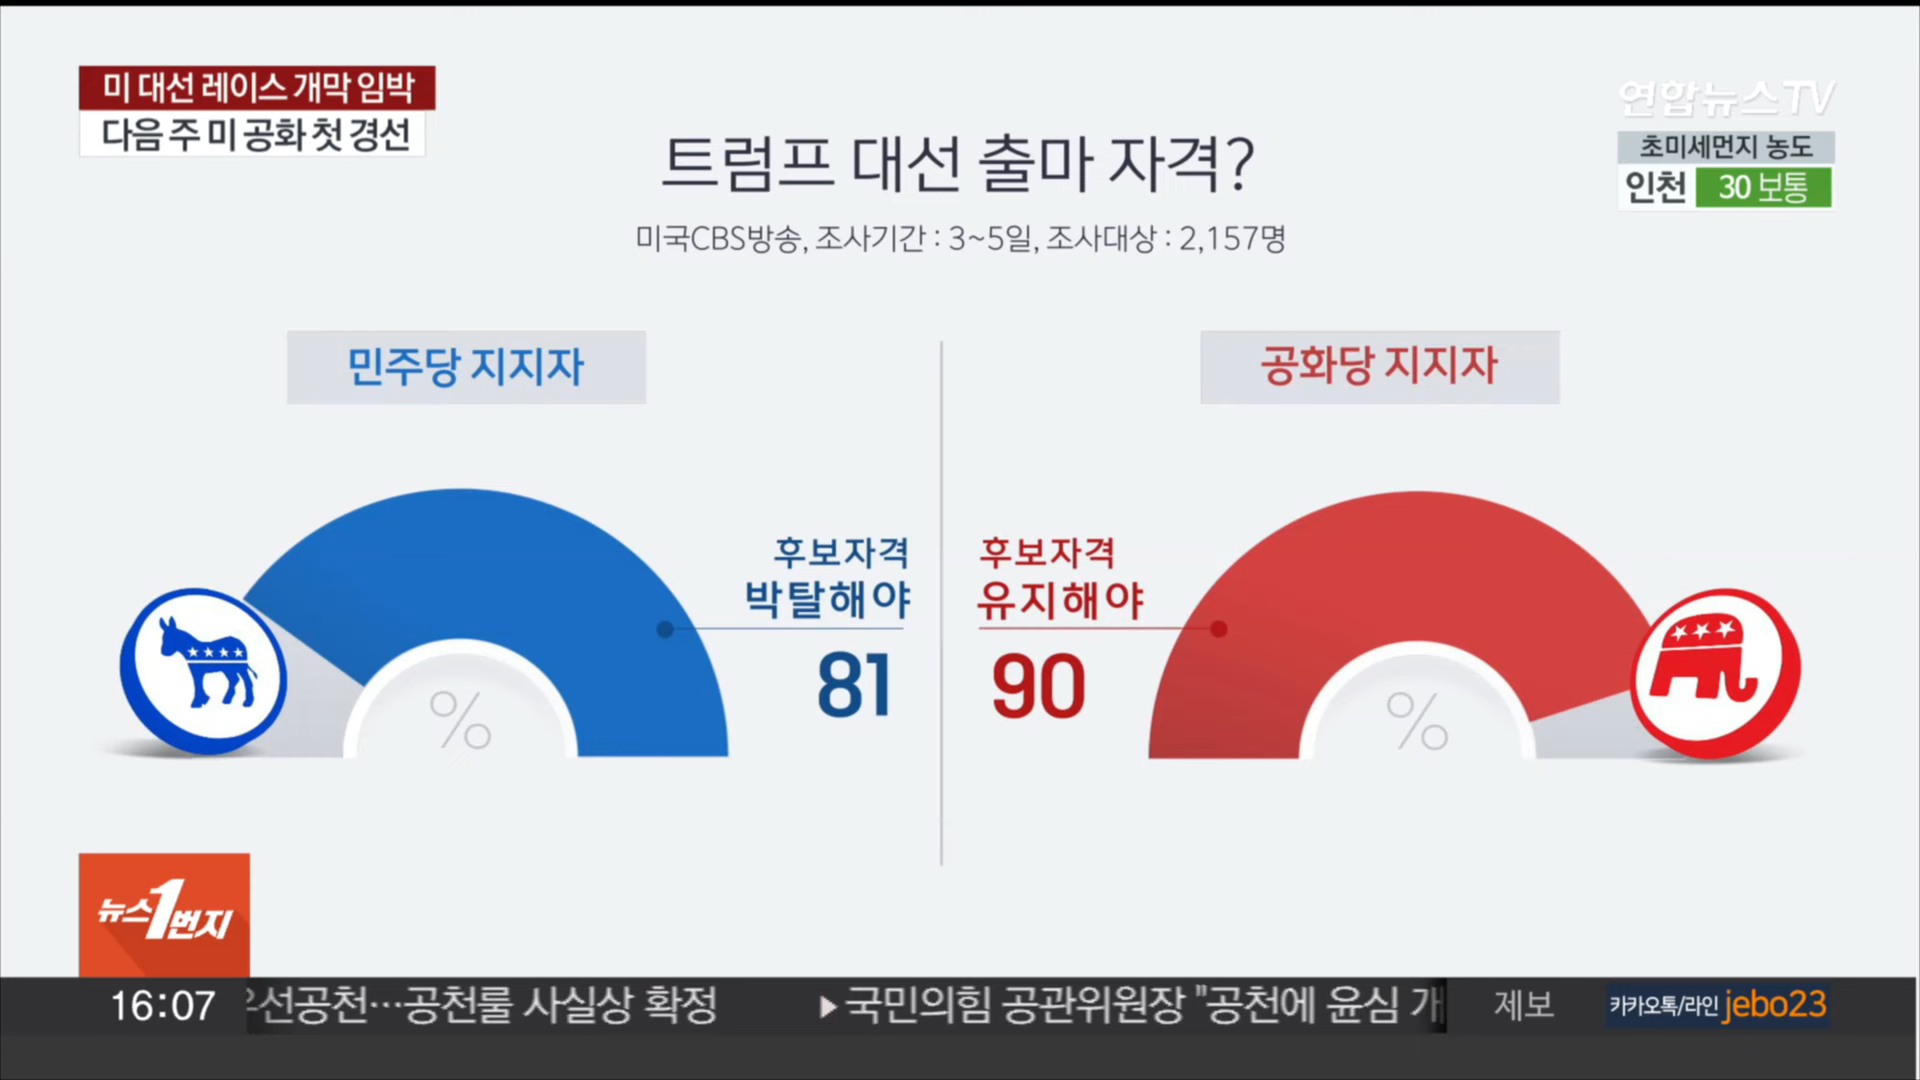 미 대선 레이스 개막 임박
다음 주 미 공화 첫 경선
연합뉴스TV
초미세먼지 농도
인천 30 보통
트럼프 대선 출마 자격?
미국CBS방송, 조사기간 : 3~5일, 조사대상 : 2,157명
민주당 지지자
후보자격
박탈해야
81
%
공화당 지지자
후보자격
유지해야
90
%
뉴스1번지
16:07 선공천…공천룰 사실상 확정 ▶국민의힘 공관위원장 "공천에 윤심 개 제보 카카오톡/라인 jebo23